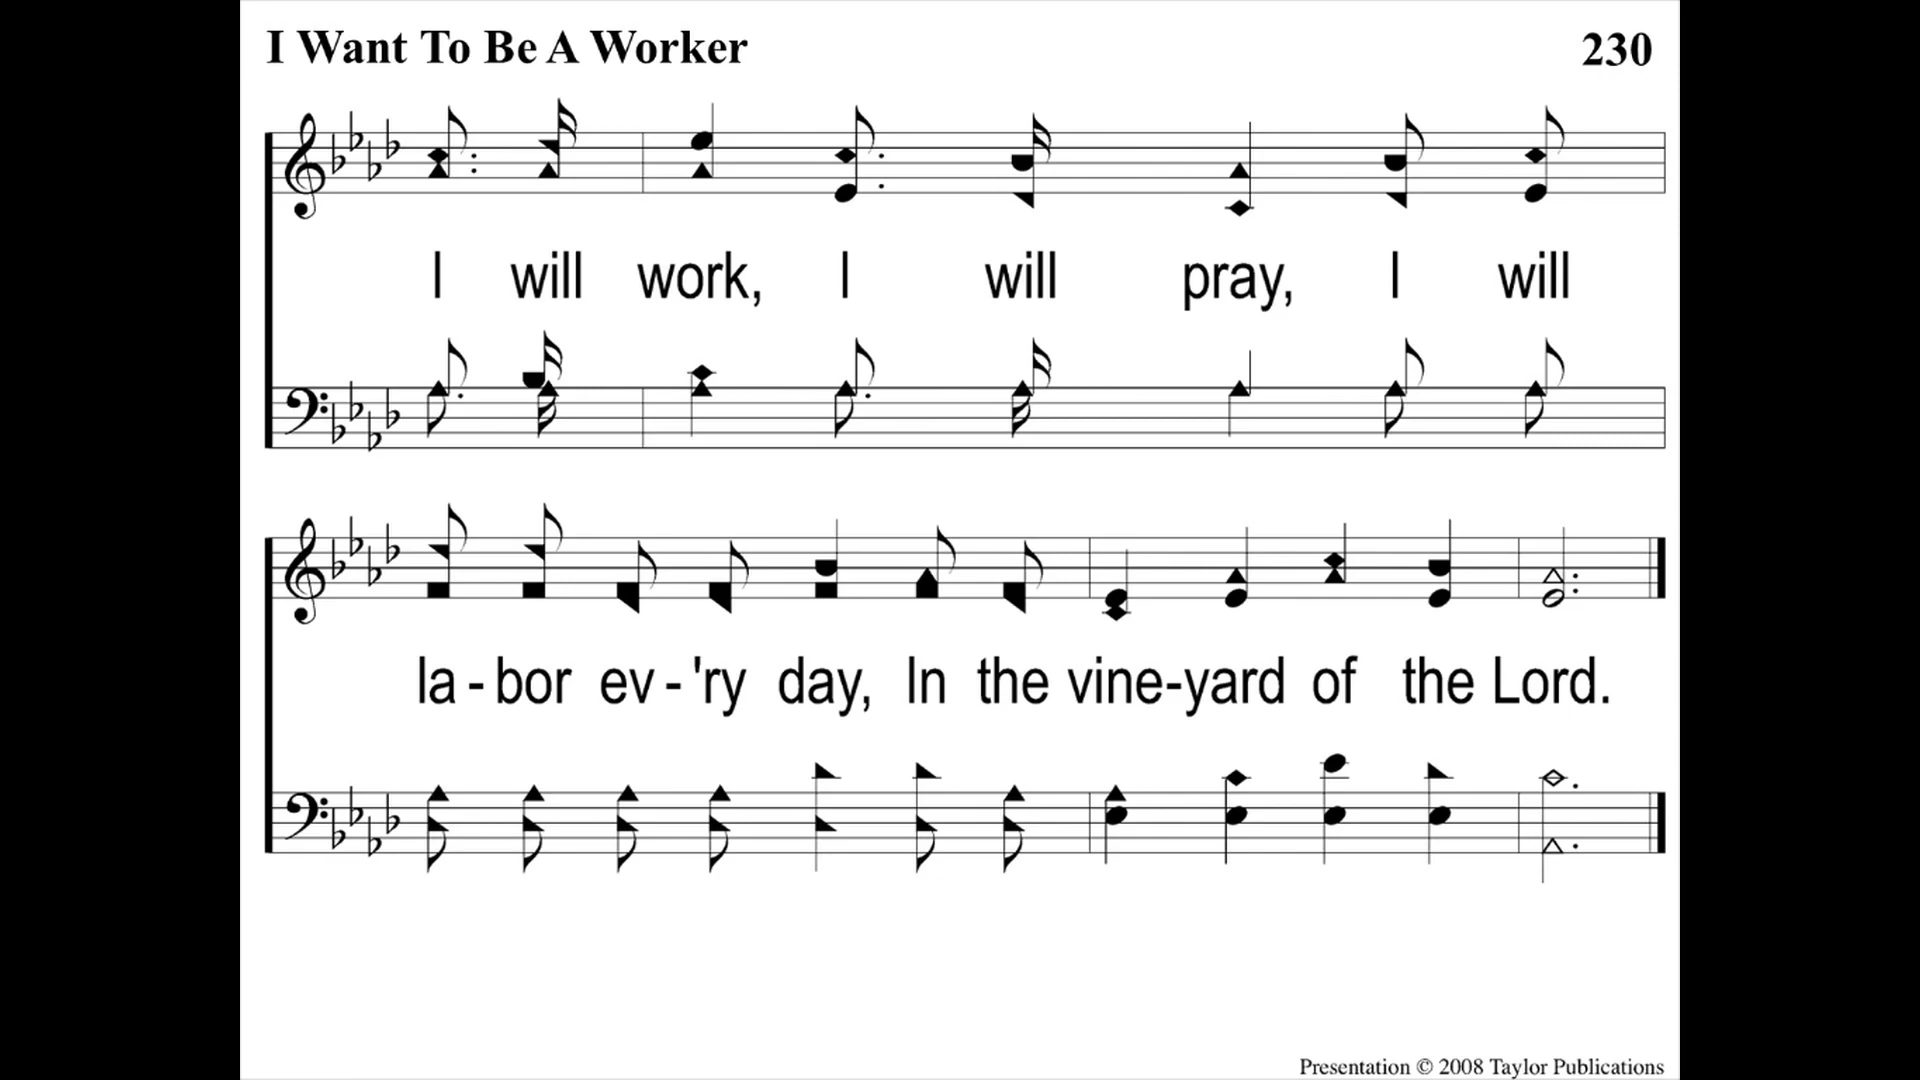 I Want To Be A Worker 230
I will work, I will pray, I will
la - bor ev - 'ry day, In the vine-yard of the Lord.
Presentation © 2008 Taylor Publications